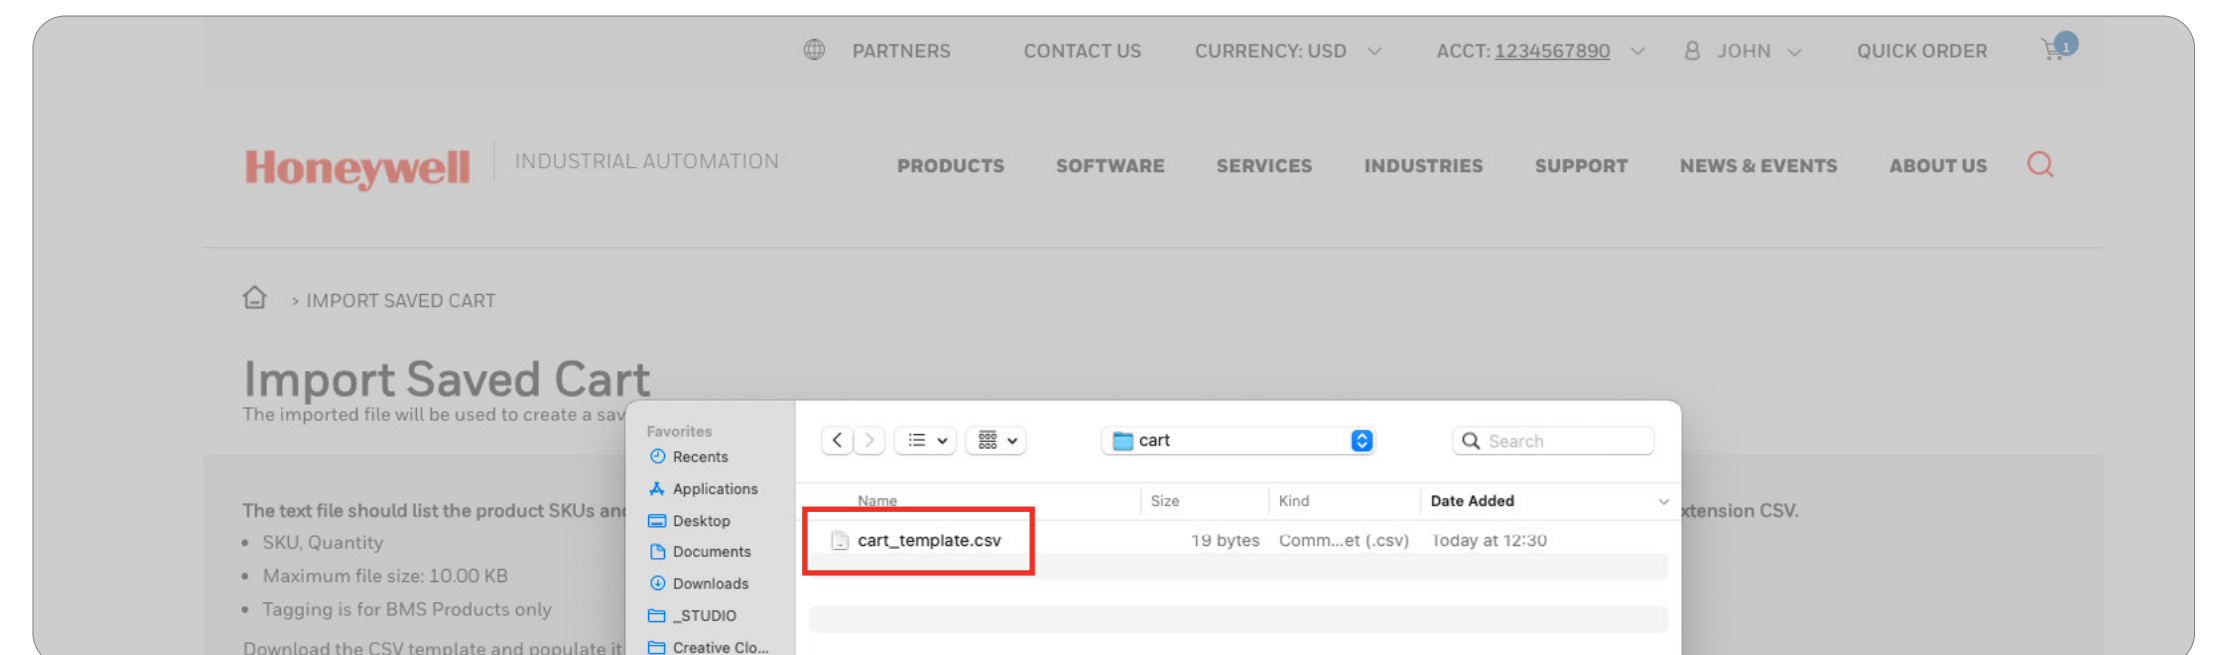 PARTNERS CONTACT US CURRENCY: USD ACCT: 1234567890 JOHN QUICK ORDER 1
Honeywell INDUSTRIAL AUTOMATION PRODUCTS SOFTWARE SERVICES INDUSTRIES SUPPORT NEWS & EVENTS ABOUT US
> IMPORT SAVED CART
Import Saved Cart
The imported file will be used to create a sav
The text file should list the product SKUs and
xtension CSV.
• SKU, Quantity
• Maximum file size: 10.00 KB
• Tagging is for BMS Products only
Download the CSV template and populate it
Favorites
Recents
Applications
Desktop
Documents
Downloads
_STUDIO
Creative Clo...
cart Search
Name Size Kind Date Added
cart_template.csv 19 bytes Comm...et (.csv) Today at 12:30